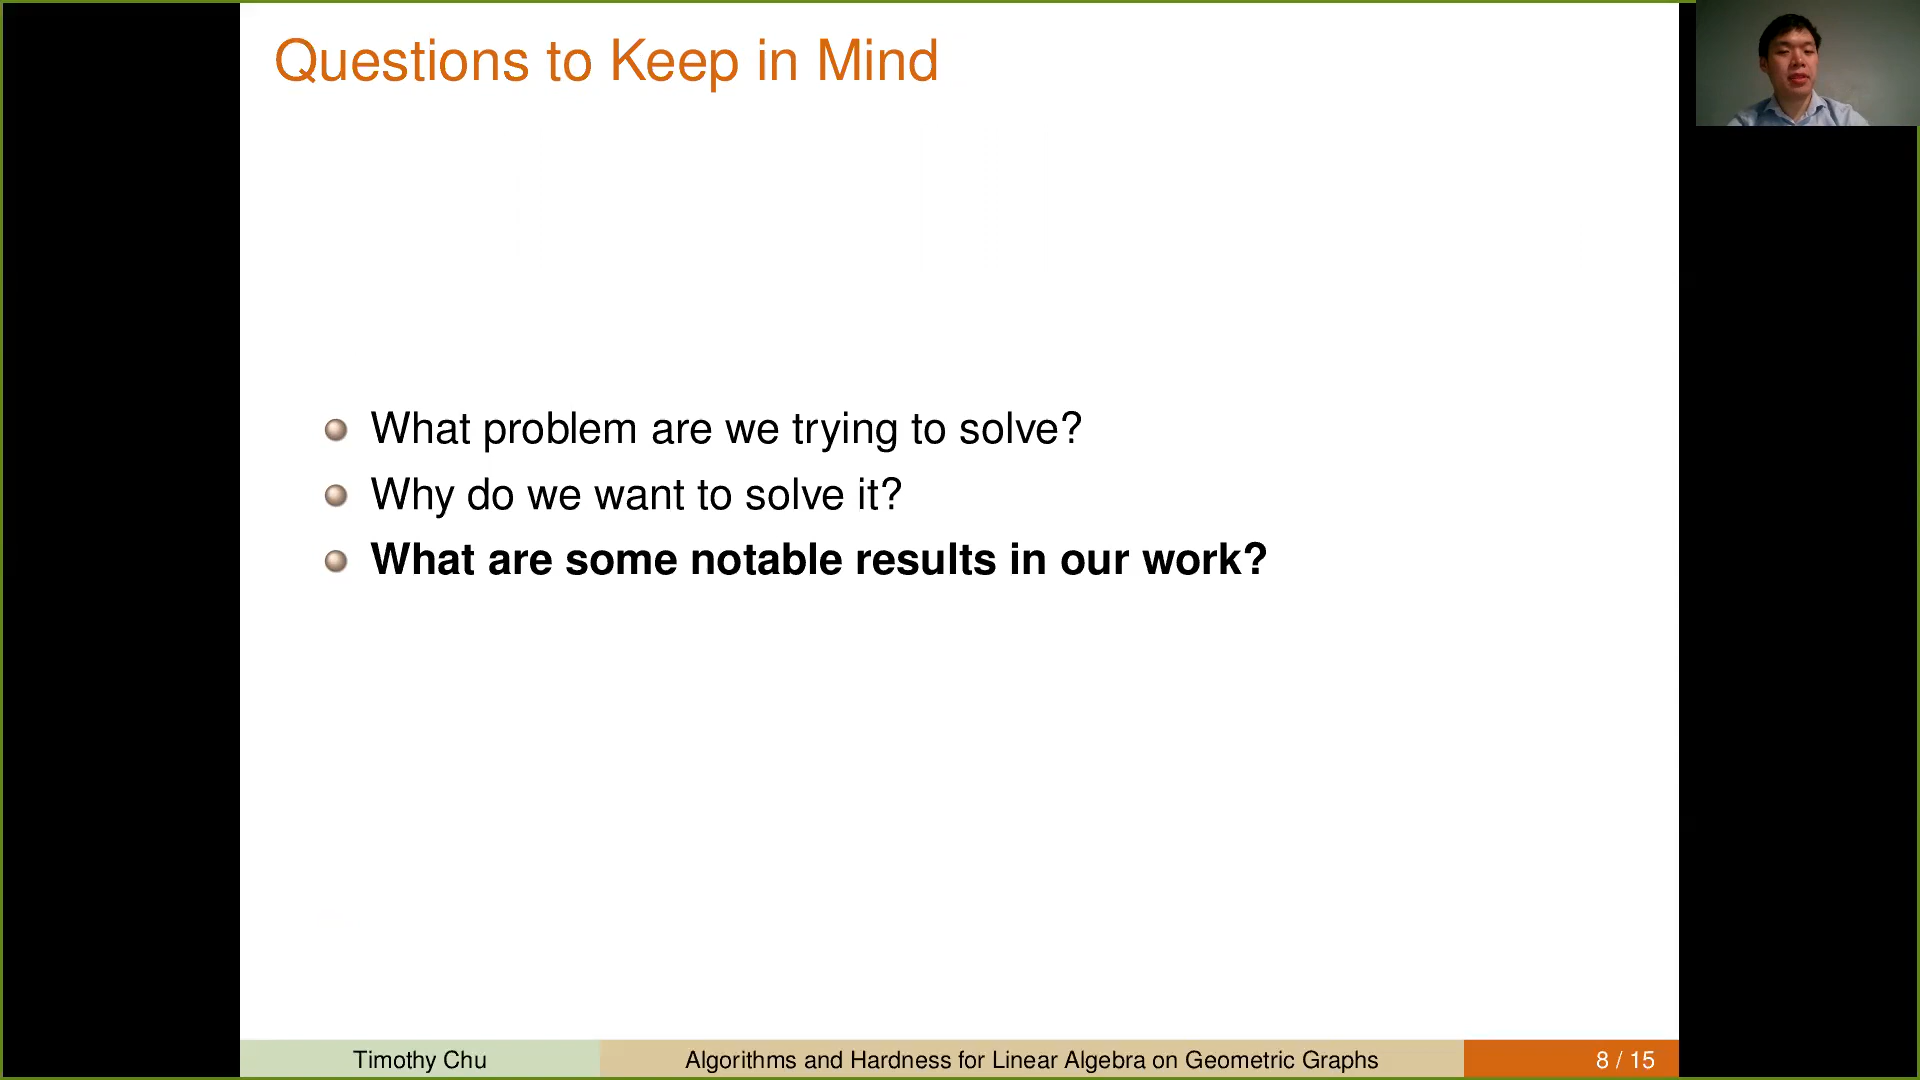 Questions to Keep in Mind
What problem are we trying to solve?
Why do we want to solve it?
What are some notable results in our work?
Timothy Chu
Algorithms and Hardness for Linear Algebra on Geometric Graphs
8 / 15